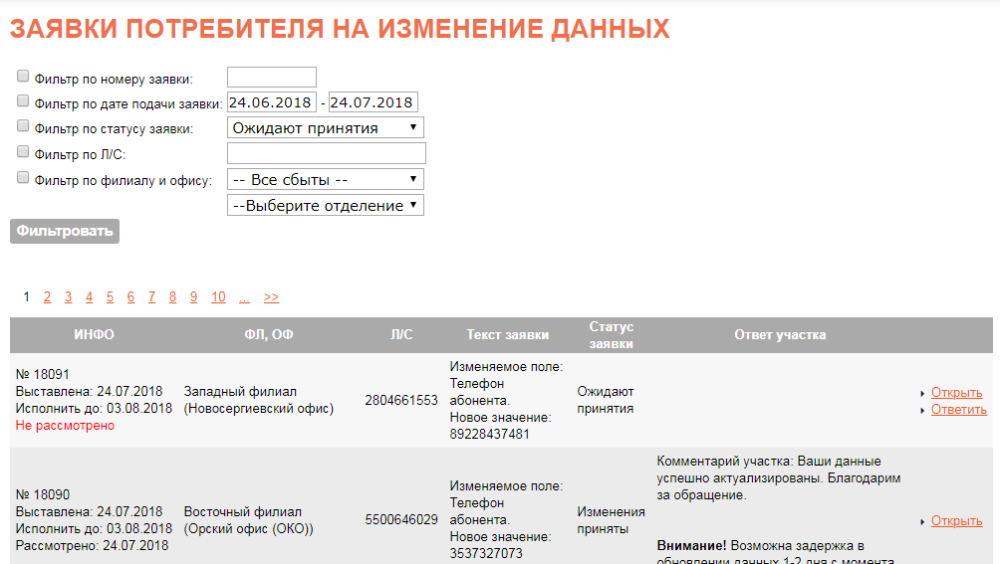 ЗАЯВКИ ПОТРЕБИТЕЛЯ НА ИЗМЕНЕНИЕ ДАННЫХ
Фильтр по номеру заявки:
Фильтр по дате подачи заявки: 24.06.2018 - 24.07.2018
Фильтр по статусу заявки: Ожидают принятия
Фильтр по Л/С:
Фильтр по филиалу и офису: -- Все сбыты --
--Выберите отделение
Фильтровать
1 2 3 4 5 6 7 8 9 10 ... >>
ИНФО ФЛ, ОФ Л/С Текст заявки Статус заявки Ответ участка
№ 18091
Выставлена: 24.07.2018
Исполнить до: 03.08.2018
Не рассмотрено
Западный филиал
(Новосергиевский офис)
2804661553
Изменяемое поле:
Телефон
абонента.
Новое значение:
89228437481
Ожидают
принятия
Открыть
Ответить
№ 18090
Выставлена: 24.07.2018
Исполнить до: 03.08.2018
Рассмотрено: 24.07.2018
Восточный филиал
(Орский офис (ОКО))
5500646029
Изменяемое поле:
Телефон
абонента.
Новое значение:
3537327073
Изменения
приняты
Комментарий участка: Ваши данные
успешно актуализированы. Благодарим
за обращение.
Внимание! Возможна задержка в
обновлении данных 1-2 дня с момента
Открыть